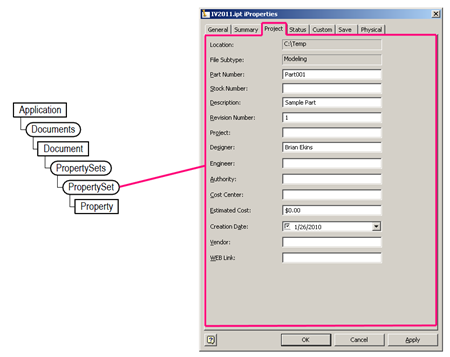 Application
Documents
Document
PropertySets
PropertySet
Property
IV2011.ipt iProperties
General Summary Project Status Custom Save Physical
Location: C:\Temp
File Subtype: Modeling
Part Number: Part001
Stock Number:
Description: Sample Part
Revision Number: 1
Project:
Designer: Brian Ekins
Engineer:
Authority:
Cost Center:
Estimated Cost: $0.00
Creation Date: 1/26/2010
Vendor:
WEB Link:
? OK Cancel Apply